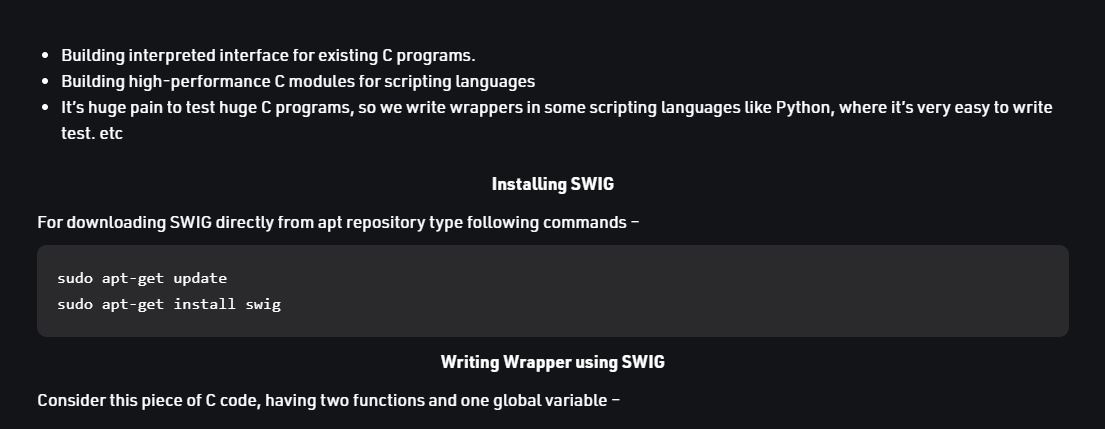 • Building interpreted interface for existing C programs.
• Building high-performance C modules for scripting languages
• It’s huge pain to test huge C programs, so we write wrappers in some scripting languages like Python, where it’s very easy to write
test. etc
Installing SWIG
For downloading SWIG directly from apt repository type following commands –
sudo apt-get update
sudo apt-get install swig
Writing Wrapper using SWIG
Consider this piece of C code, having two functions and one global variable –